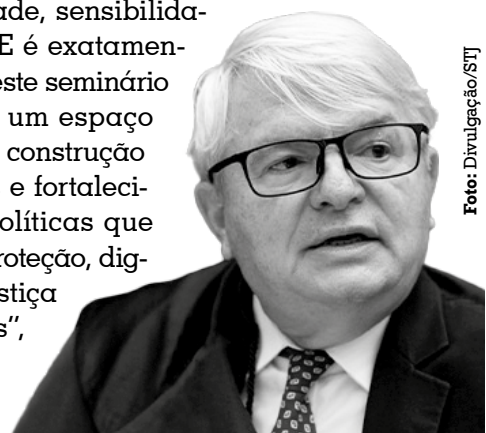 ade, sensibilida-
E é exatamen-
este seminário
um espaço
construção
e fortaleci-
olíticas que
roteção, dig-
stiça
s”,
Foto: Divulgação/STJ